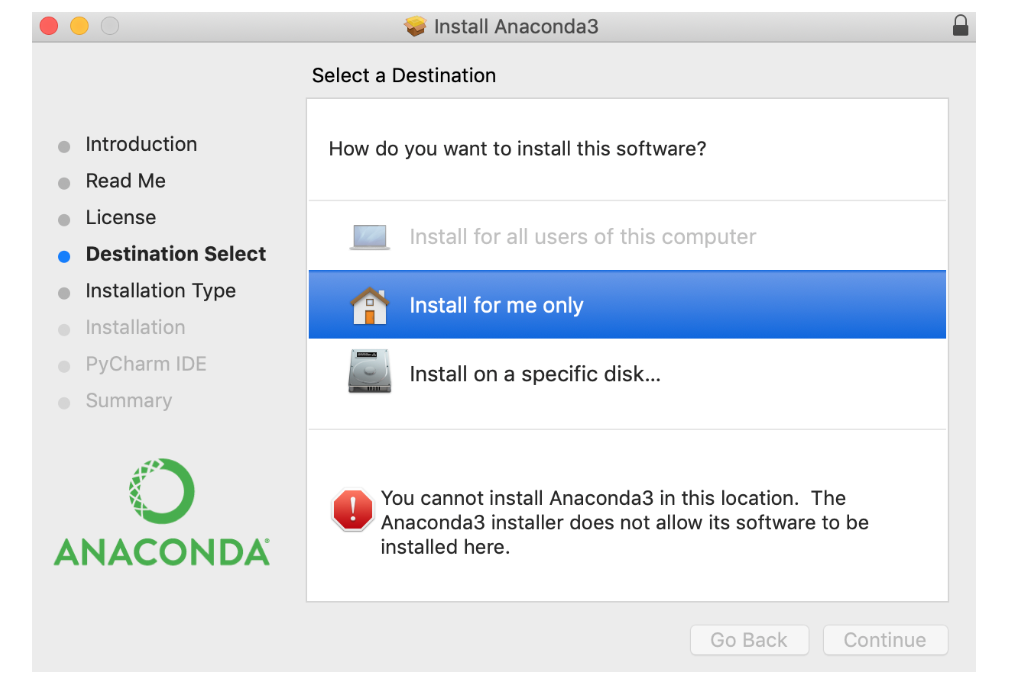 Install Anaconda3
Select a Destination
Introduction
Read Me
License
Destination Select
Installation Type
Installation
PyCharm IDE
Summary
ANANCONDA
How do you want to install this software?
Install for all users of this computer
Install for me only
Install on a specific disk...
You cannot install Anaconda3 in this location. The
Anaconda3 installer does not allow its software to be
installed here.
Go Back
Continue